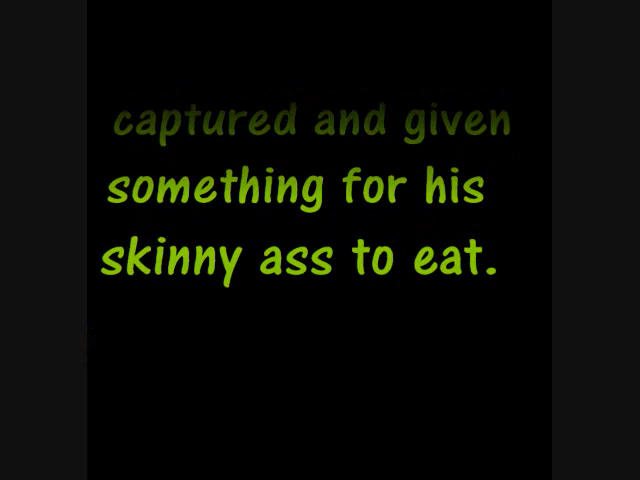 captured and given
something for his
skinny ass to eat.